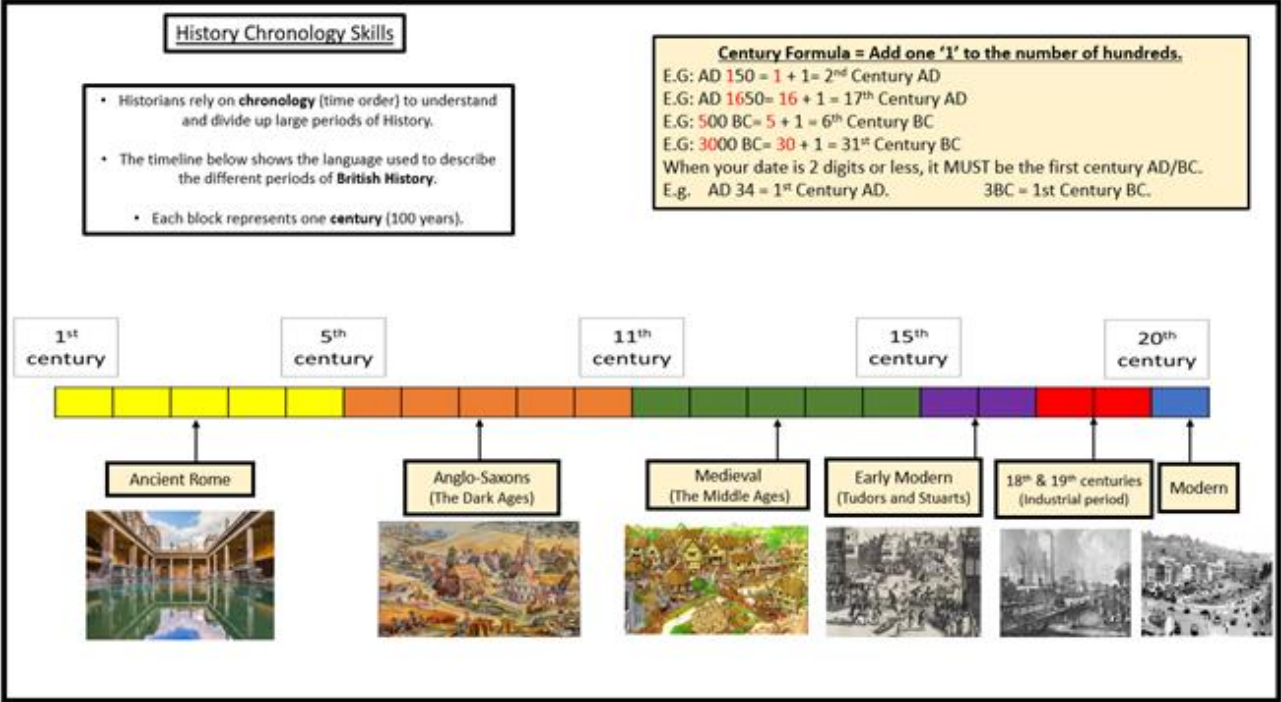 History Chronology Skills
• Historians rely on chronology (time order) to understand
and divide up large periods of History.
• The timeline below shows the language used to describe
the different periods of British History.
• Each block represents one century (100 years).
Century Formula = Add one ‘1’ to the number of hundreds.
E.G: AD 150 = 1 + 1= 2nd Century AD
E.G: AD 1650= 16 + 1 = 17th Century AD
E.G: 500 BC= 5 + 1 = 6th Century BC
E.G: 3000 BC= 30 + 1 = 31st Century BC
When your date is 2 digits or less, it MUST be the first century AD/BC.
E.g. AD 34 = 1st Century AD. 3BC = 1st Century BC.
1st
century
5th
century
11th
century
15th
century
20th
century
Ancient Rome
Anglo-Saxons
(The Dark Ages)
Medieval
(The Middle Ages)
Early Modern
(Tudors and Stuarts)
18th & 19th centuries
(Industrial period)
Modern